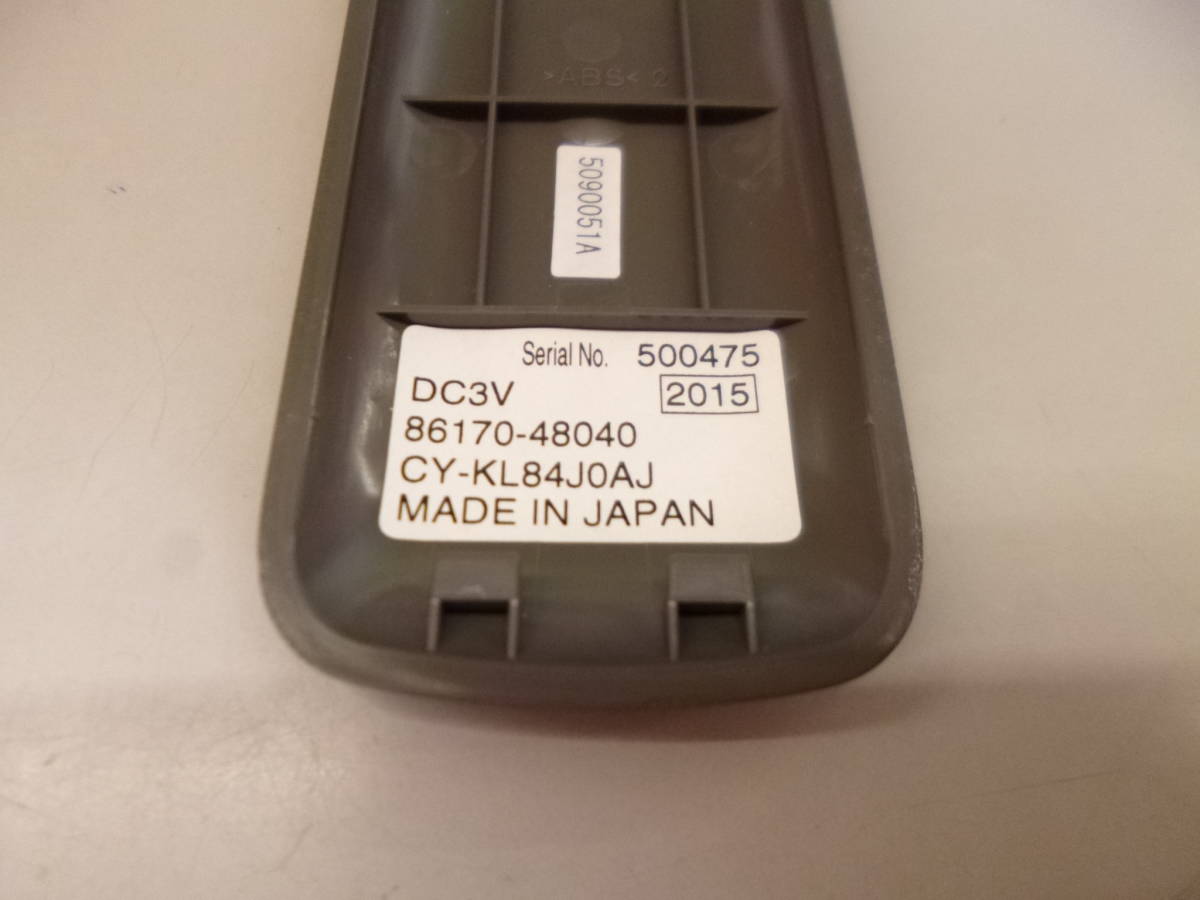 >ABS< 2
5090051A
Serial No. 500475
DC3V 2015
86170-48040
CY-KL84J0AJ
MADE IN JAPAN